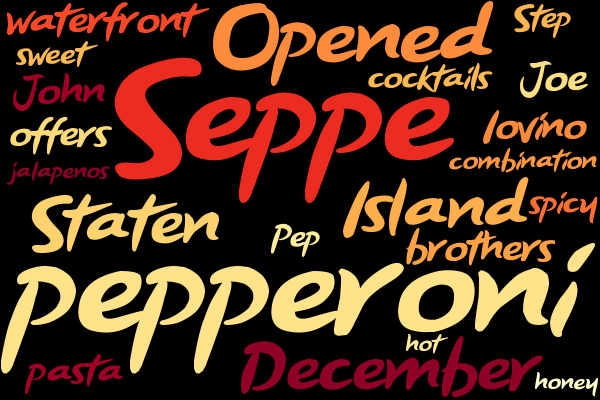 waterfront
Opened
Step
sweet
cocktails
Joe
John
Seppe
offers
Iovino
jalapenos
combination
Staten
Island
spicy
Pep
brothers
pepperoni
hot
pasta
December
honey